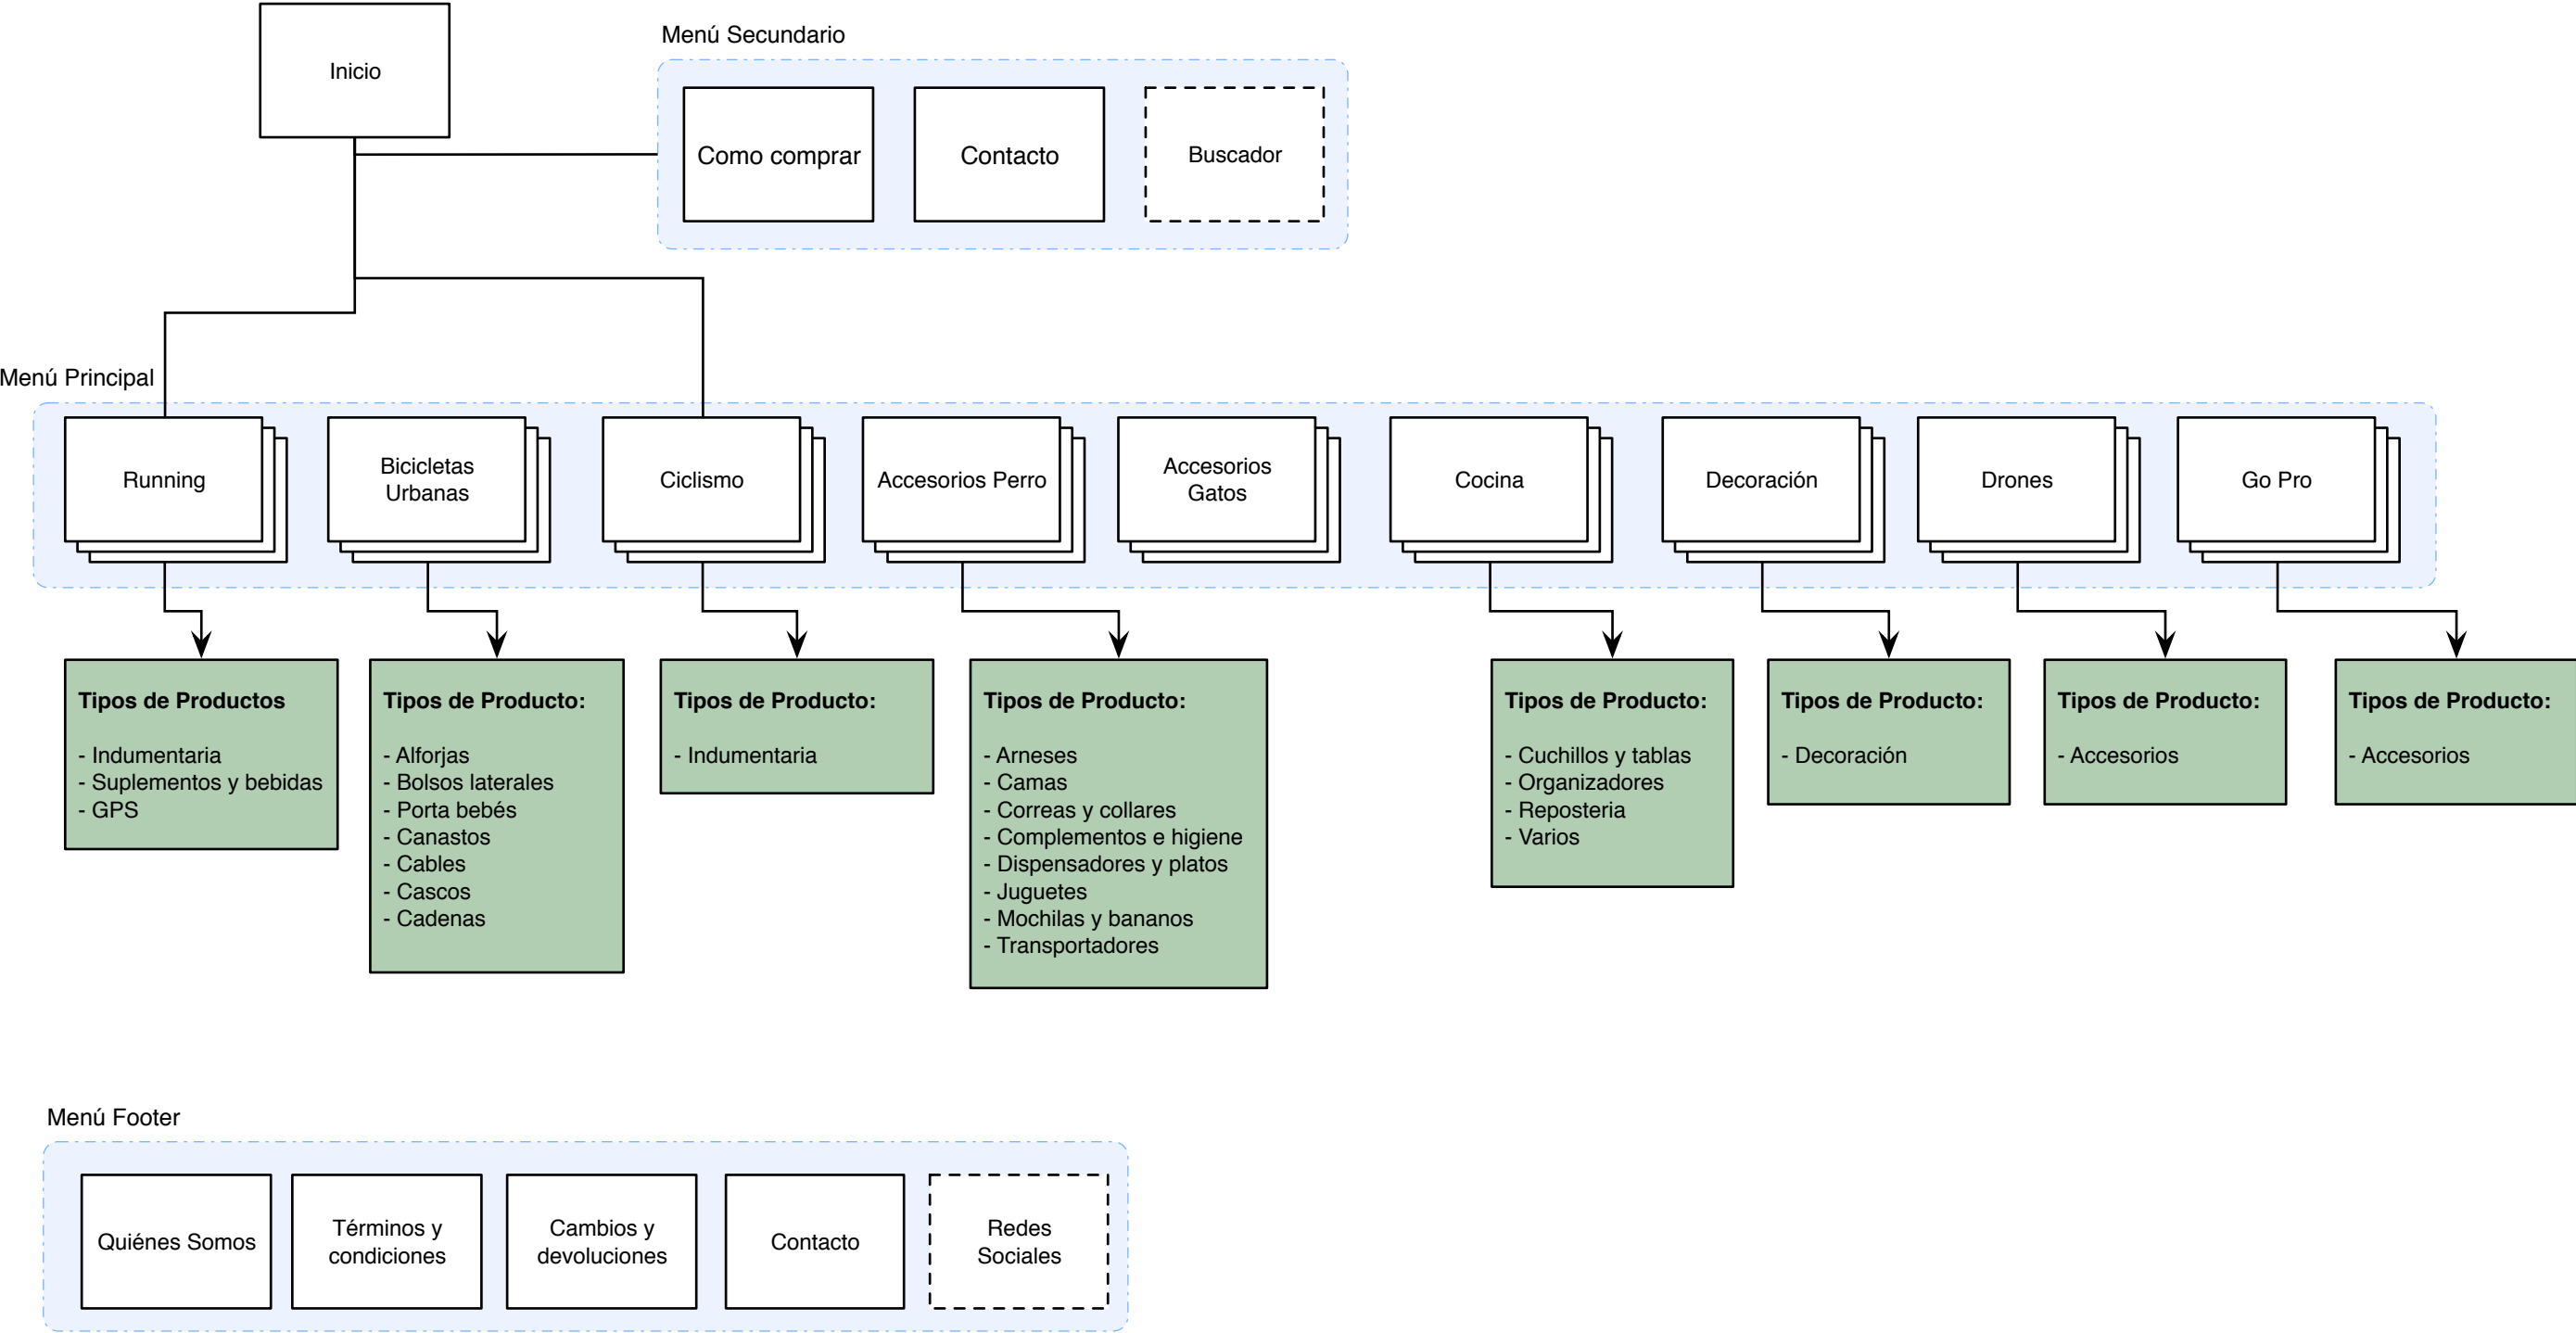 Inicio
Menú Secundario
Como comprar
Contacto
Buscador
Menú Principal
Running
Bicicletas
Urbanas
Ciclismo
Accesorios Perro
Accesorios
Gatos
Cocina
Decoración
Drones
Go Pro
Tipos de Productos
- Indumentaria
- Suplementos y bebidas
- GPS
Tipos de Producto:
- Alforjas
- Bolsos laterales
- Porta bebés
- Canastos
- Cables
- Cascos
- Cadenas
Tipos de Producto:
- Indumentaria
Tipos de Producto:
- Arneses
- Camas
- Correas y collares
- Complementos e higiene
- Dispensadores y platos
- Juguetes
- Mochilas y bananos
- Transportadores
Tipos de Producto:
- Cuchillos y tablas
- Organizadores
- Reposteria
- Varios
Tipos de Producto:
- Decoración
Tipos de Producto:
- Accesorios
Tipos de Producto:
- Accesorios
Menú Footer
Quiénes Somos
Términos y
condiciones
Cambios y
devoluciones
Contacto
Redes
Sociales